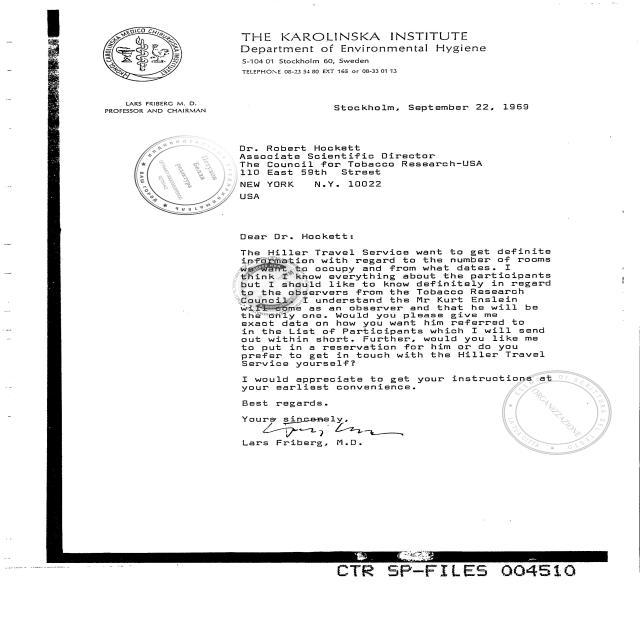 THE KAROLINSKA INSTITUTE
Department of Environmental Hygiene
S-104 01 Stockholm 60, Sweden
TELEPHONE 08-23 54 80 EXT 165 or 08-33 01 13
LARS FRIBERG M. D.
PROFESSOR AND CHAIRMAN
Stockholm, September 22, 1969
Dr. Robert Hockett
Associate Scientific Director
The Council for Tobacco Research-USA
110 East 59th Street
NEW YORK N.Y. 10022
USA
Dear Dr. Hockett:
The Hiller Travel Service want to get definite
information with regard to the number of rooms
we want to occupy and from what dates. I
think I know everything about the participants
but I should like to know definitely in regard
to the observers from the Tobacco Research
Council. I understand the Mr Kurt Enslein
will come as an observer and that he will be
the only one. Would you please give me
exact data on how you want him referred to
in the List of Participants which I will send
out within short. Further, would you like me
to put in a reservation for him or do you
prefer to get in touch with the Hiller Travel
Service yourself?
I would appreciate to get your instructions at
your earliest convenience.
Best regards.
Yours sincerely,
Lars Friberg, M.D.
ORGANIZZAZIONE
CTR SP-FILES 004510